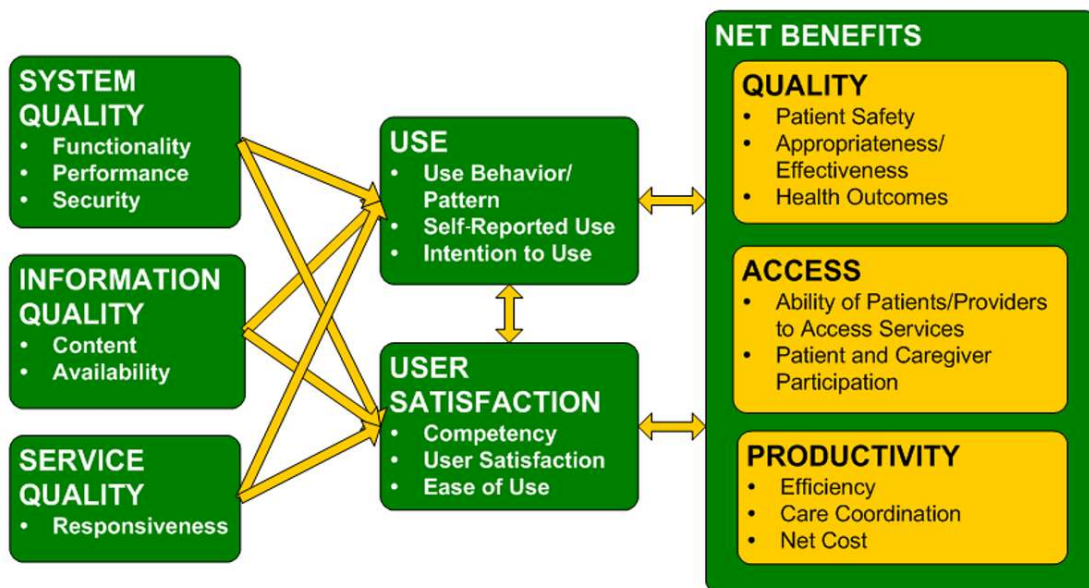 SYSTEM
QUALITY
• Functionality
• Performance
• Security
INFORMATION
QUALITY
• Content
• Availability
SERVICE
QUALITY
• Responsiveness
USE
• Use Behavior/
Pattern
• Self-Reported Use
• Intention to Use
USER
SATISFACTION
• Competency
• User Satisfaction
• Ease of Use
NET BENEFITS
QUALITY
• Patient Safety
• Appropriateness/
Effectiveness
• Health Outcomes
ACCESS
• Ability of Patients/Providers
to Access Services
• Patient and Caregiver
Participation
PRODUCTIVITY
• Efficiency
• Care Coordination
• Net Cost